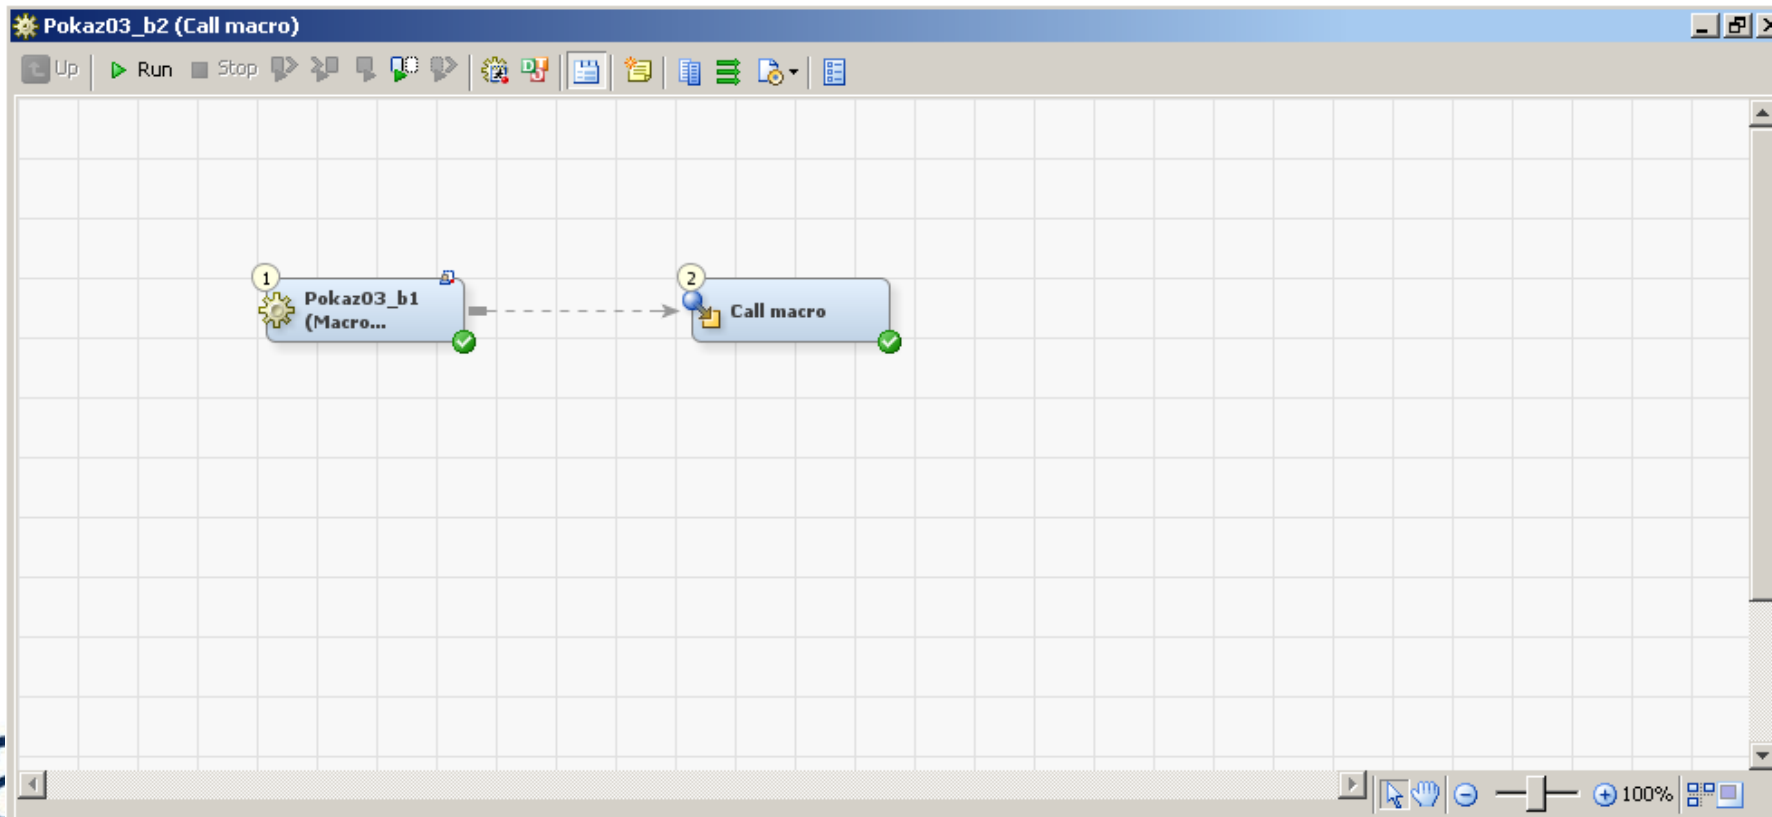 Pokaz03_b2 (Call macro)
Up Run Stop
1
Pokaz03_b1
(Macro...
2
Call macro
100%